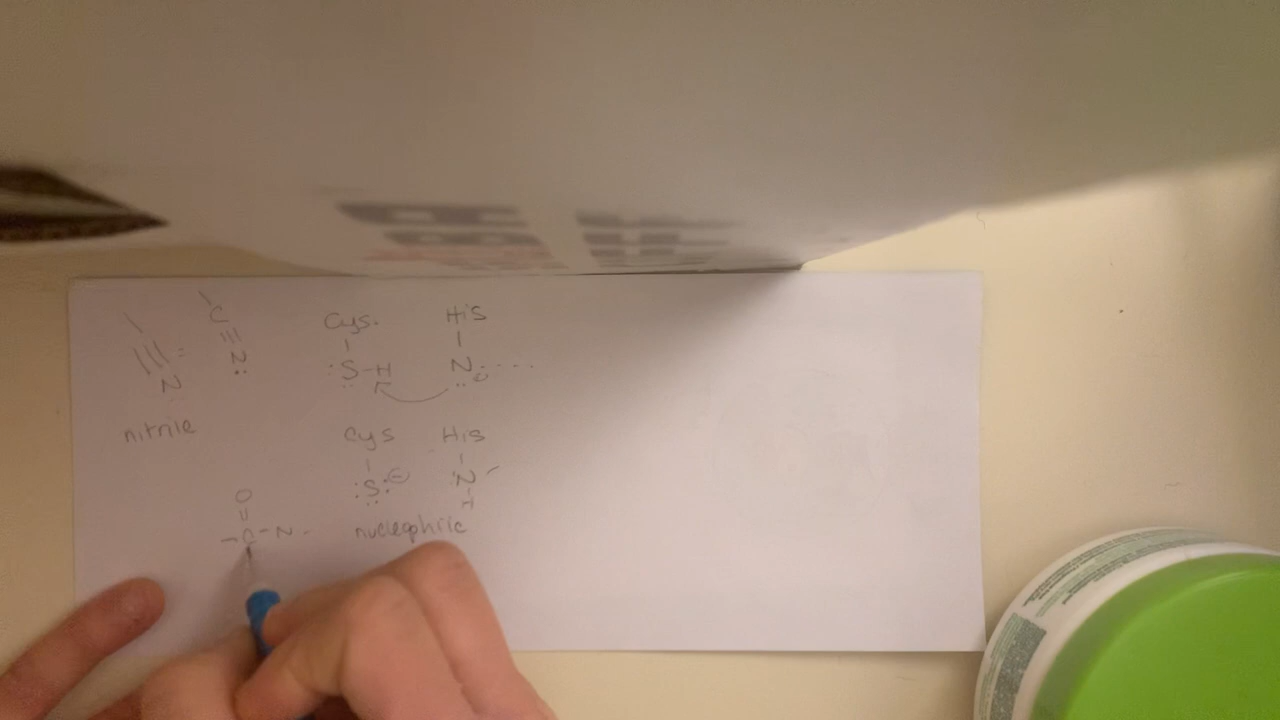 C
≡
N:
N
nitrile
Cys. His
:S-H N:
Cys His
:S: ⊖ :N
H
O
=
-C-N-
nucleophilic